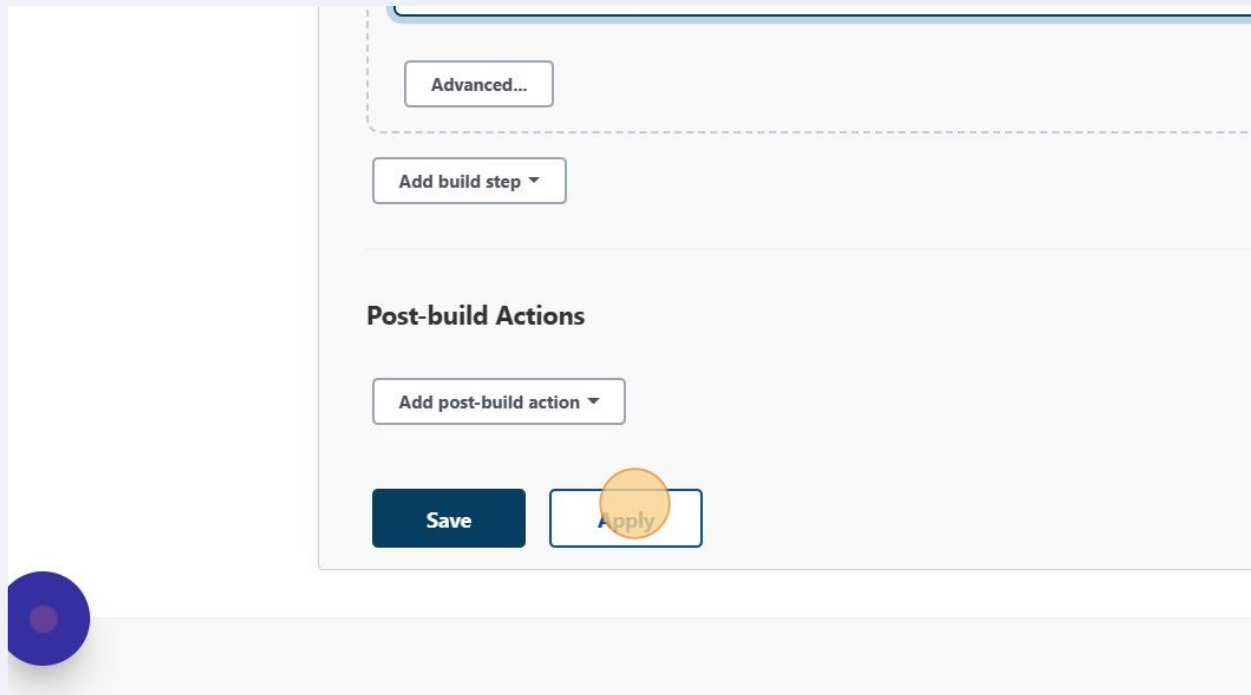 Advanced...
Add build step
Post-build Actions
Add post-build action
Save
Apply